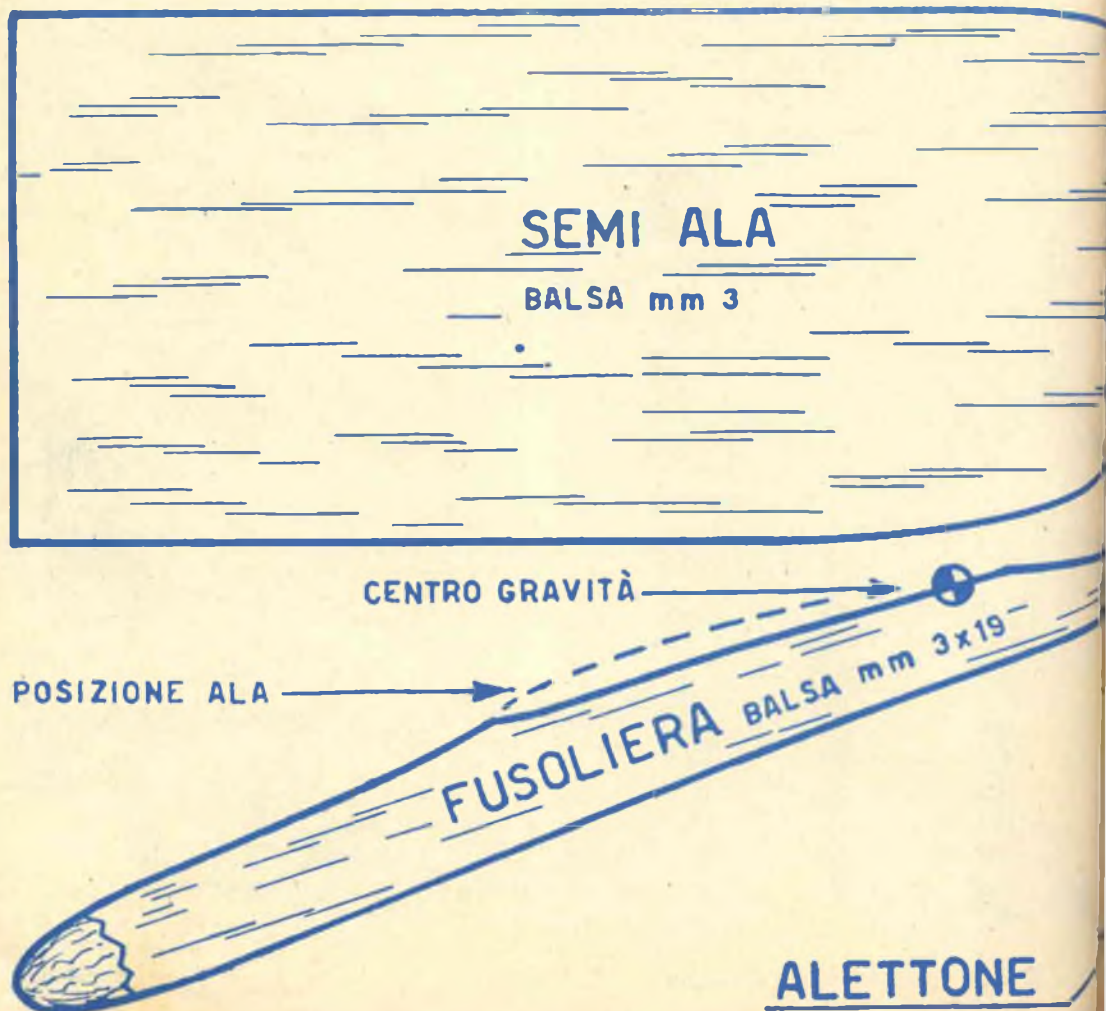 SEMI ALA
BALSA mm 3
CENTRO GRAVITÀ
POSIZIONE ALA
FUSOLIERA BALSA mm 3x19
ALETTONE